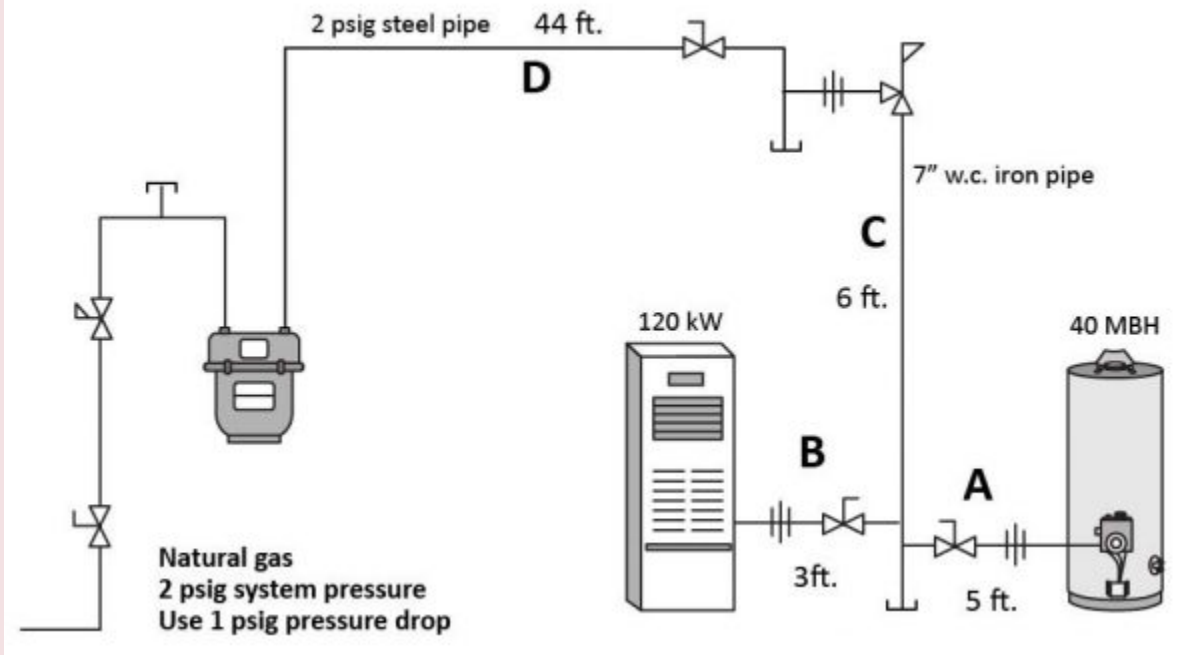 2 psig steel pipe 44 ft.
D
7" w.c. iron pipe
C
6 ft.
120 kW
40 MBH
B
A
3ft.
5 ft.
Natural gas
2 psig system pressure
Use 1 psig pressure drop